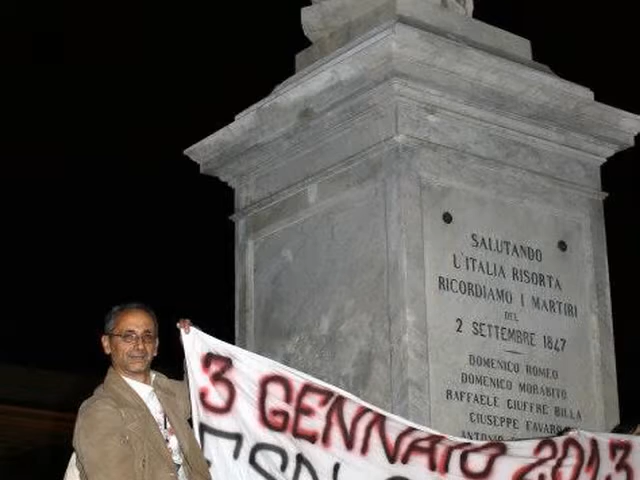 SALUTANDO
L'ITALIA RISORTA
RICORDIAMO I MARTIRI
DEL
2 SETTEMBRE 1847
DOMENICO ROMEO
DOMENICO MORABITO
RAFFAELE GIUFFRE BILLA
GIUSEPPE FAVARO
3 GENNAIO 2013